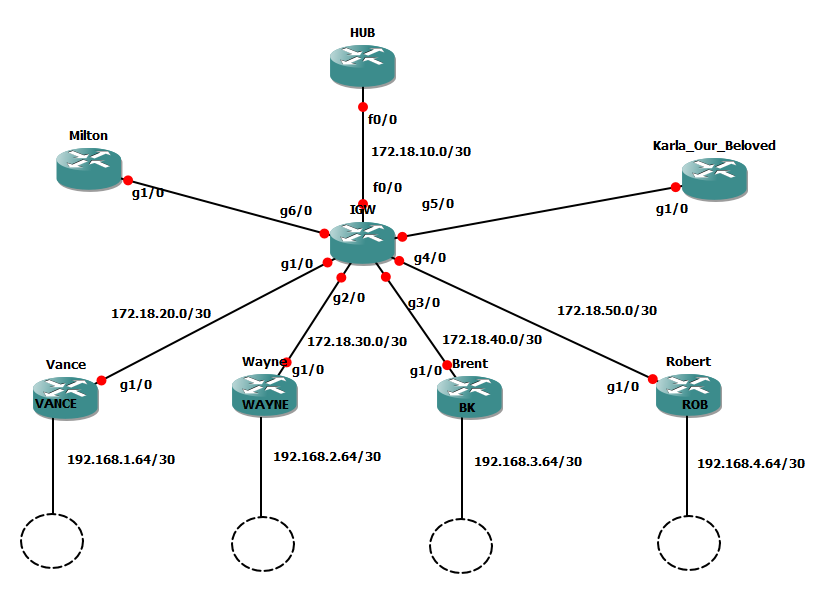 HUB
f0/0
172.18.10.0/30
Milton
Karla_Our_Beloved
g1/0
f0/0
g6/0
IGW
g5/0
g1/0
g1/0
g4/0
g2/0
g3/0
172.18.20.0/30
172.18.50.0/30
172.18.30.0/30
172.18.40.0/30
Vance
Wayne
Brent
Robert
g1/0
g1/0
g1/0
g1/0
VANCE
WAYNE
BK
ROB
192.168.1.64/30
192.168.2.64/30
192.168.3.64/30
192.168.4.64/30